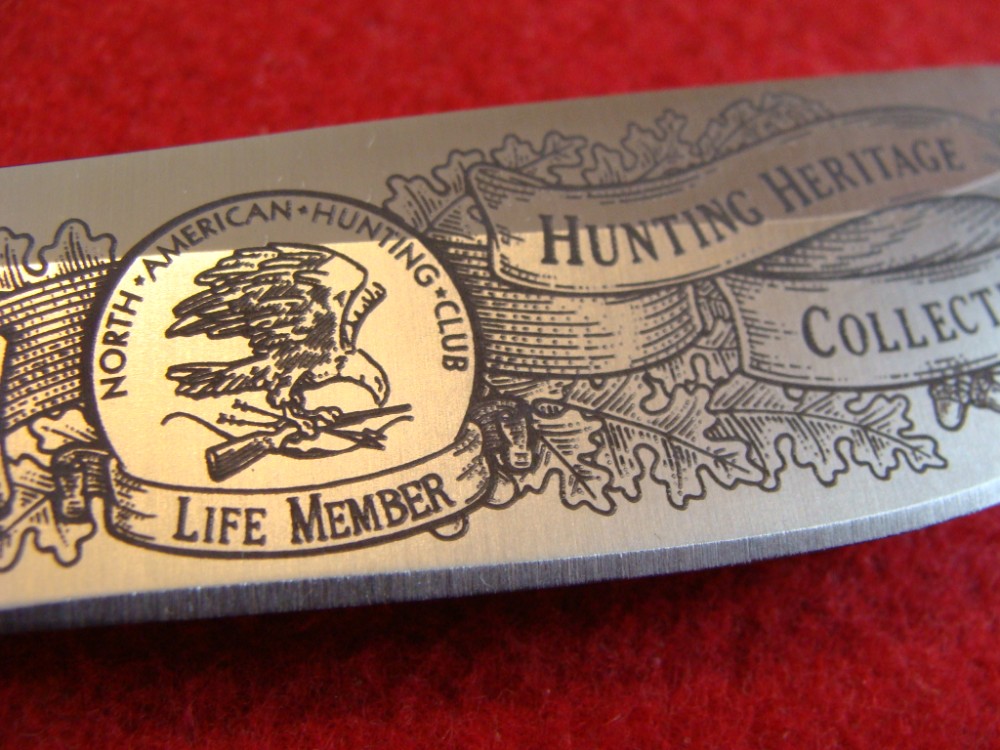 NORTH • AMERICAN • HUNTING • CLUB
LIFE MEMBER
HUNTING HERITAGE